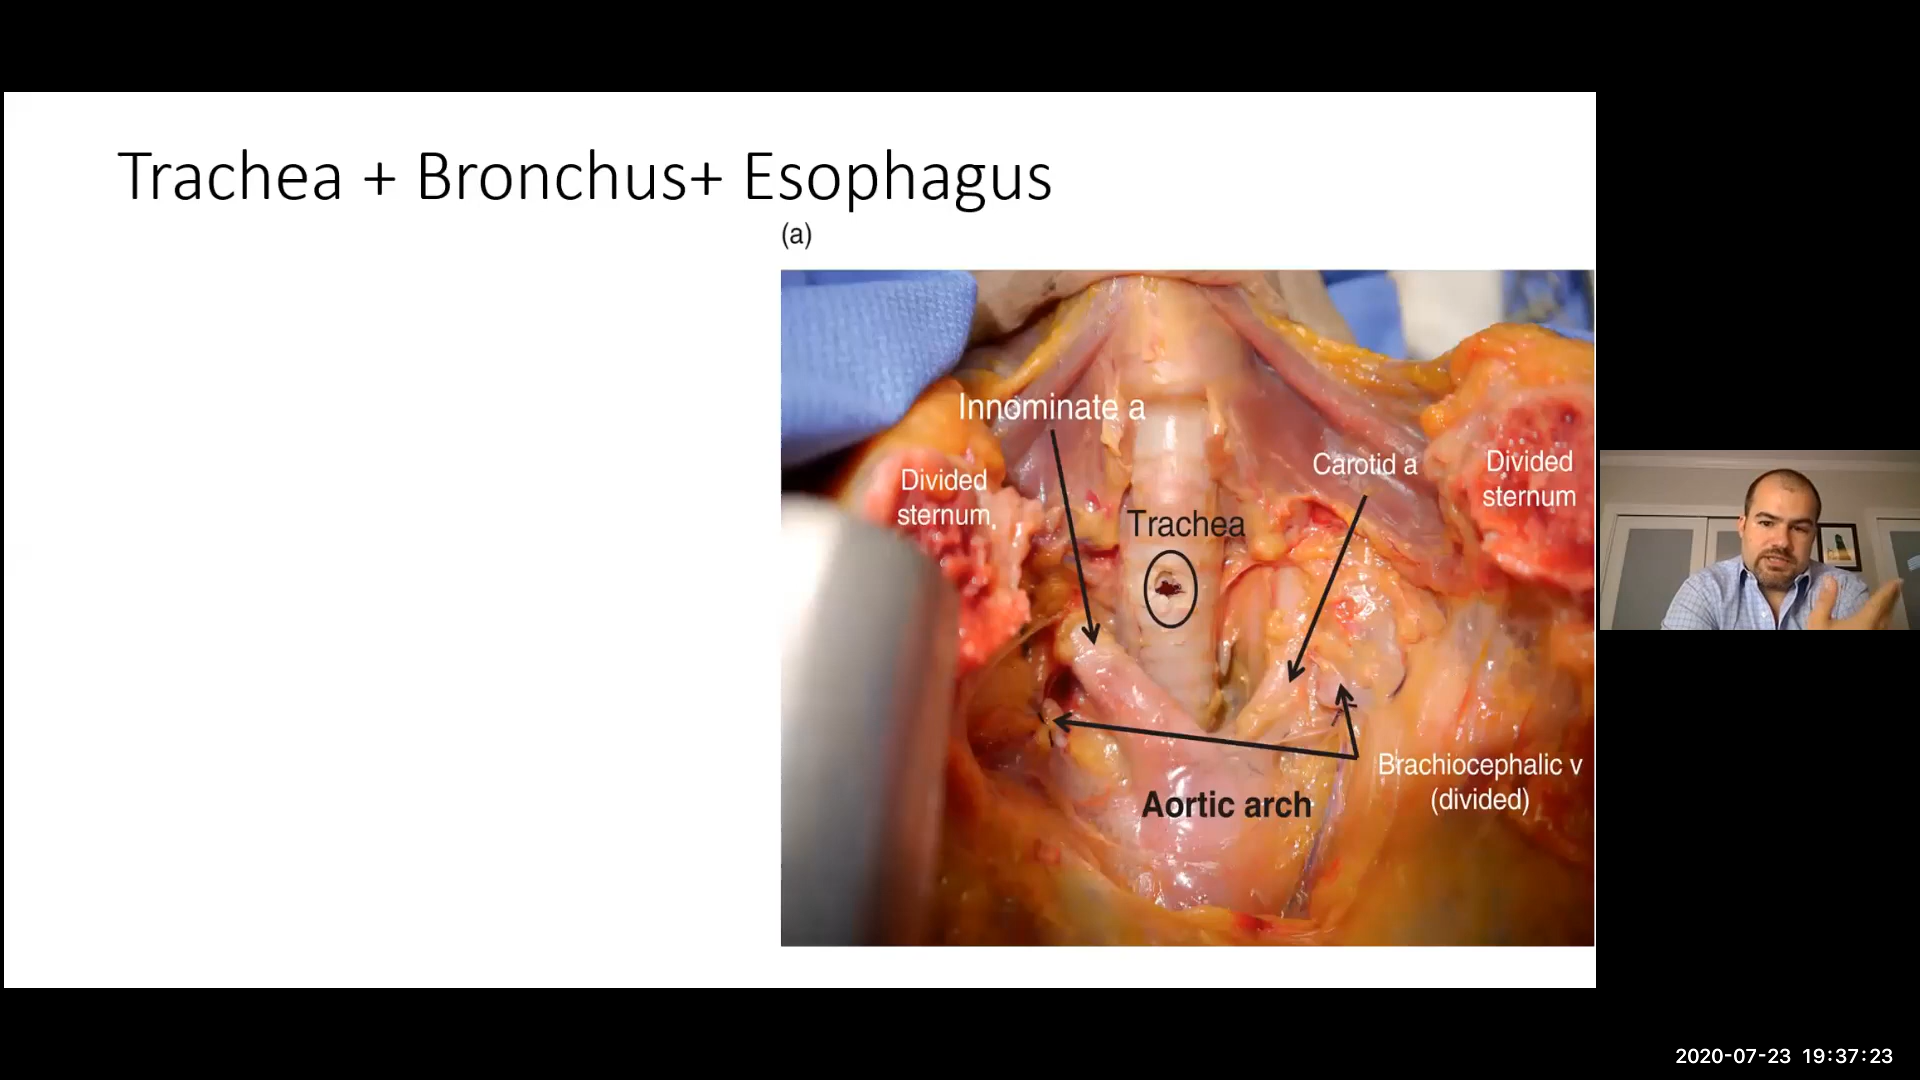 Trachea + Bronchus+ Esophagus
(a)
Innominate a
Carotid a
Divided
sternum
Divided
sternum
Trachea
Brachiocephalic v
(divided)
Aortic arch
2020-07-23 19:37:23